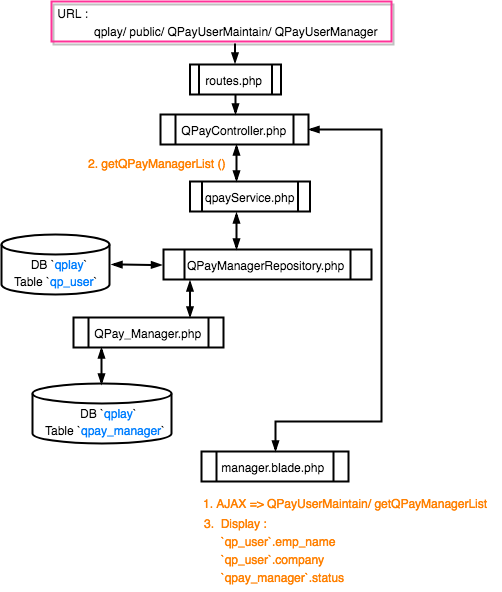 URL :
qplay/ public/ QPayUserMaintain/ QPayUserManager
routes.php
QPayController.php
2. getQPayManagerList ()
qpayService.php
QPayManagerRepository.php
DB `qplay`
Table `qp_user`
QPay_Manager.php
DB `qplay`
Table `qpay_manager`
manager.blade.php
1. AJAX => QPayUserMaintain/ getQPayManagerList
3. Display :
`qp_user`.emp_name
`qp_user`.company
`qpay_manager`.status